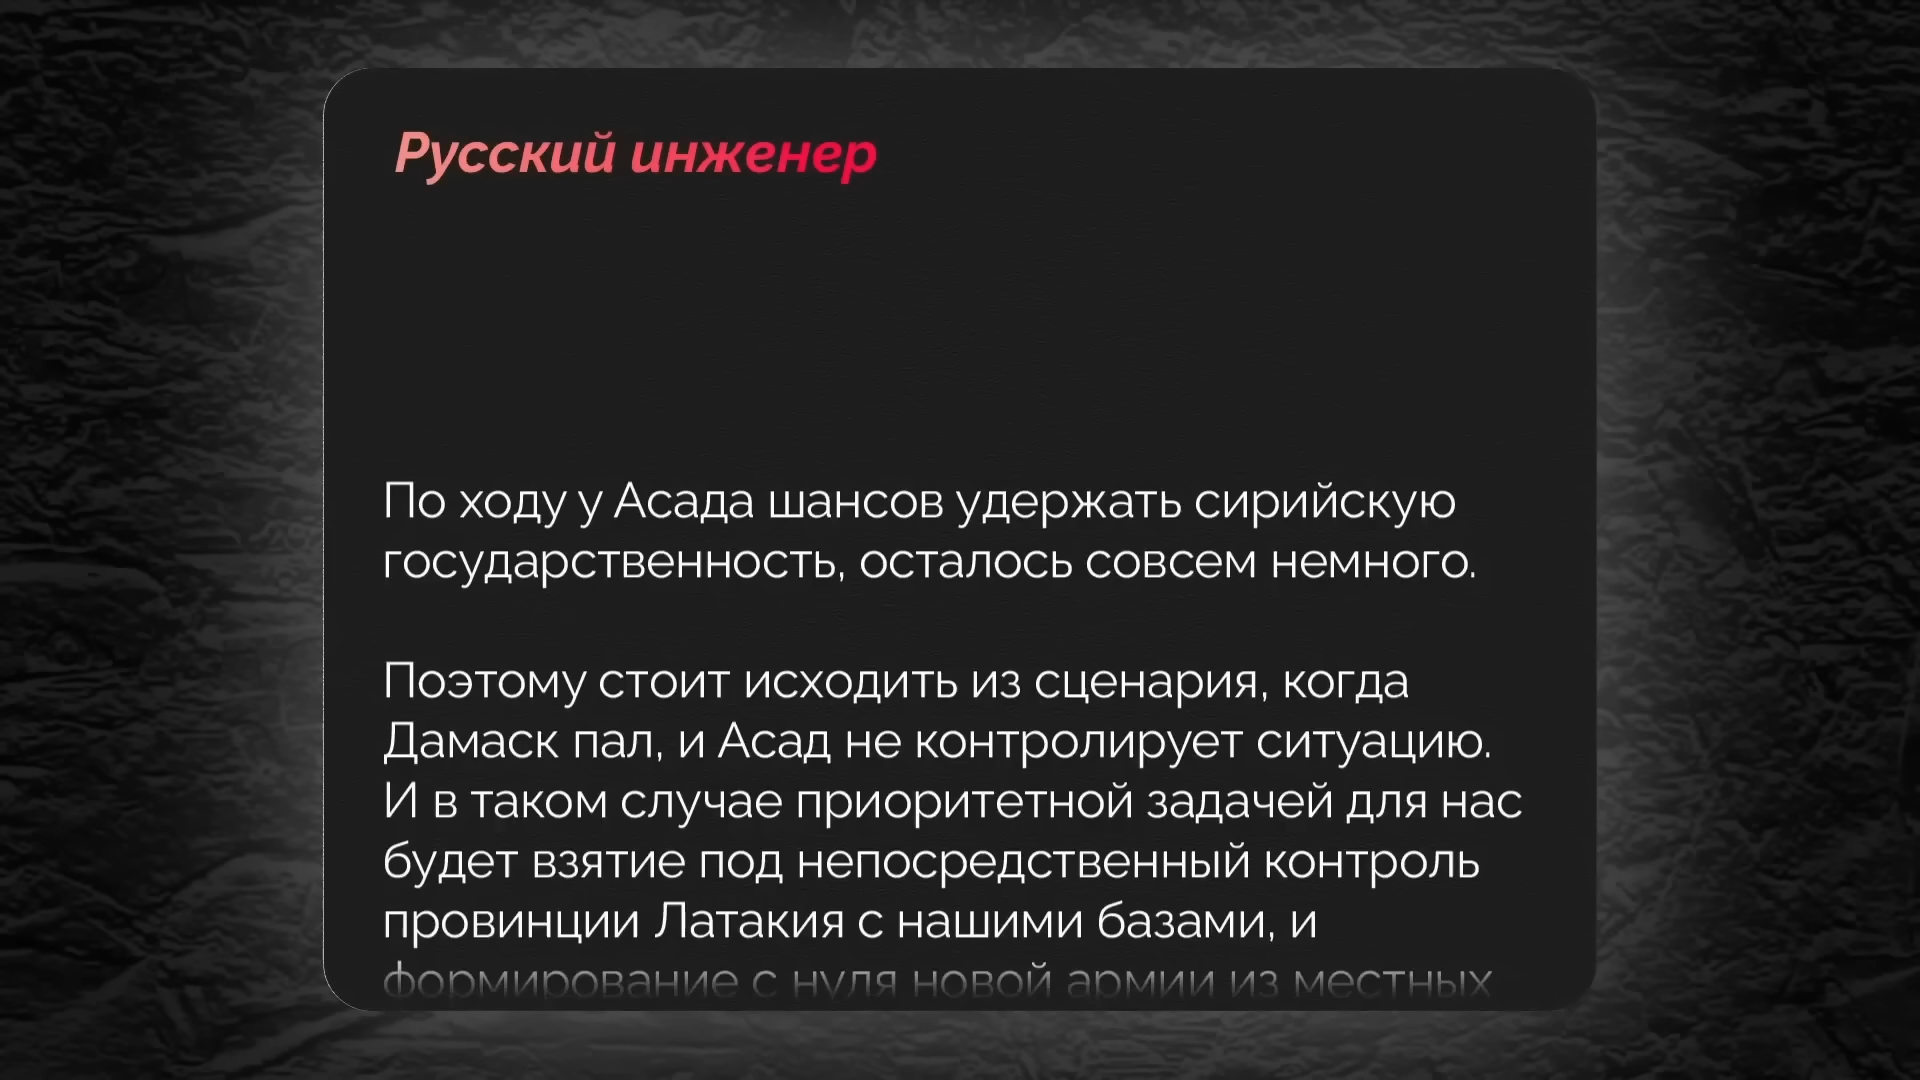 Русский инженер
По ходу у Асада шансов удержать сирийскую
государственность, осталось совсем немного.
Поэтому стоит исходить из сценария, когда
Дамаск пал, и Асад не контролирует ситуацию.
И в таком случае приоритетной задачей для нас
будет взятие под непосредственный контроль
провинции Латакия с нашими базами, и
формирование с нуля новой армии из местных